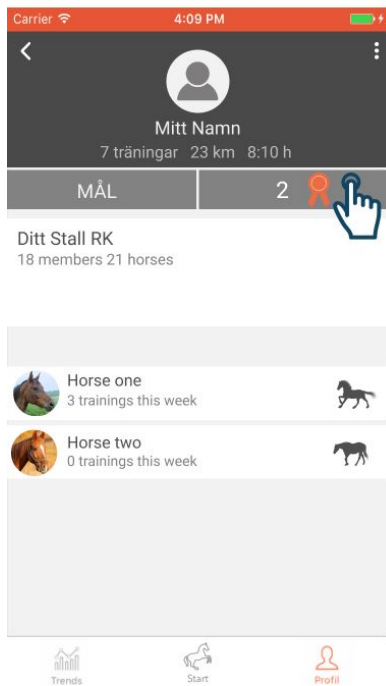 Carrier 4:09 PM
Mitt Namn
7 träningar 23 km 8:10 h
MÅL 2
Ditt Stall RK
18 members 21 horses
Horse one
3 trainings this week
Horse two
0 trainings this week
Trends Start Profil